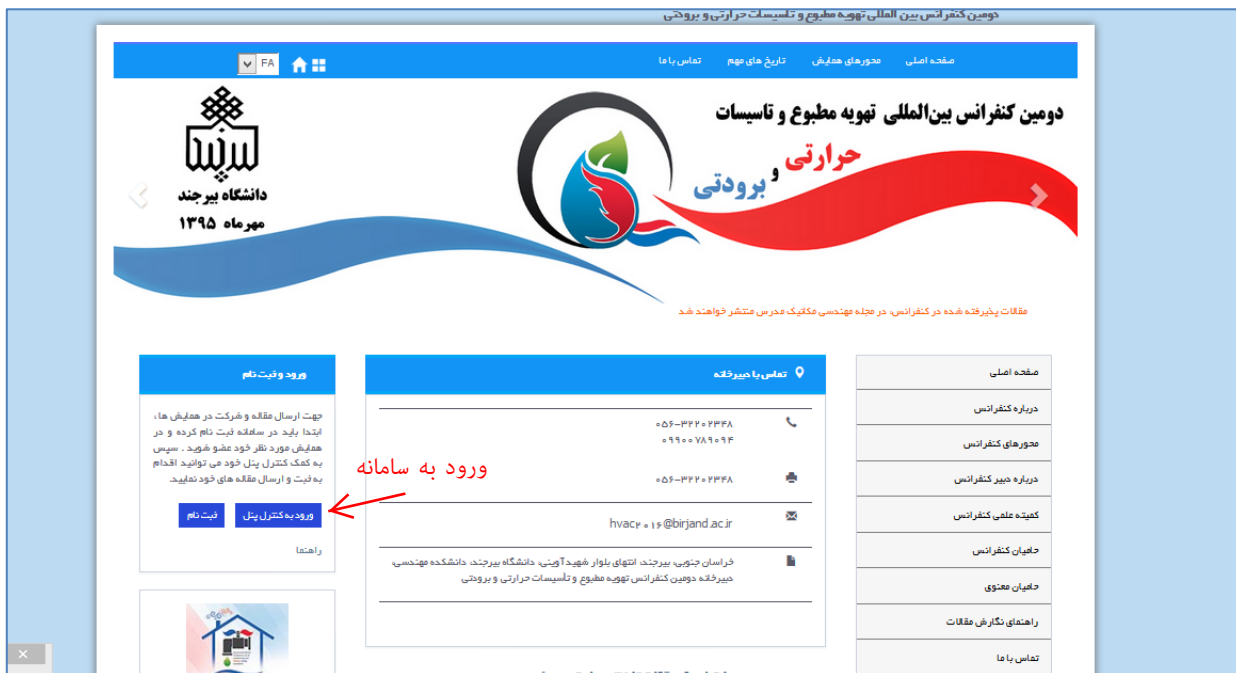 دومین کنفرانس بین المللی تهویه مطبوع و تاسیسات حرارتی و برودتی
صفحه اصلی
محورهای همایش
تاریخ های مهم
تماس با ما
FA
دومین کنفرانس بین‌المللی تهویه مطبوع و تاسیسات
حرارتی و برودتی
دانشگاه بیرجند
مهر ماه ۱۳۹۵
مقالات پذیرفته شده در کنفرانس، در مجله مهندسی مکانیک مدرس منتشر خواهند شد
صفحه اصلی
درباره کنفرانس
محورهای کنفرانس
درباره دبیر کنفرانس
کمیته علمی کنفرانس
حامیان کنفرانس
حامیان معنوی
راهنمای نگارش مقالات
تماس با ما
تماس با دبیرخانه
۰۵۶-۳۲۲۰۲۳۴۸
۰۹۹۰۰۷۸۹۰۹۴
۰۵۶-۳۲۲۰۲۳۴۸
hvac۲۰۱۶@birjand.ac.ir
خراسان جنوبی، بیرجند، انتهای بلوار شهید آوینی، دانشگاه بیرجند، دانشکده مهندسی،
دبیرخانه دومین کنفرانس تهویه مطبوع و تأسیسات حرارتی و برودتی
ورود و ثبت نام
جهت ارسال مقاله و شرکت در همایش ها ،
ابتدا باید در سامانه ثبت نام کرده و در
همایش مورد نظر خود عضو شوید . سپس
به کمک کنترل پنل خود می توانید اقدام
به ثبت و ارسال مقاله های خود نمایید.
ورود به کنترل پنل
ثبت نام
راهنما
ورود به سامانه